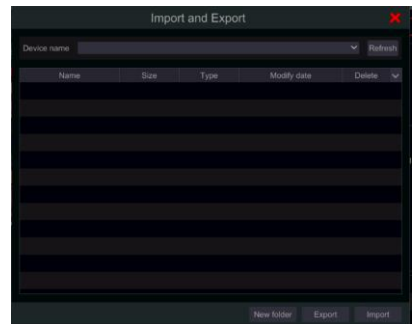 Import and Export
Device name Refresh
Name Size Type Modify date Delete
New folder Export Import